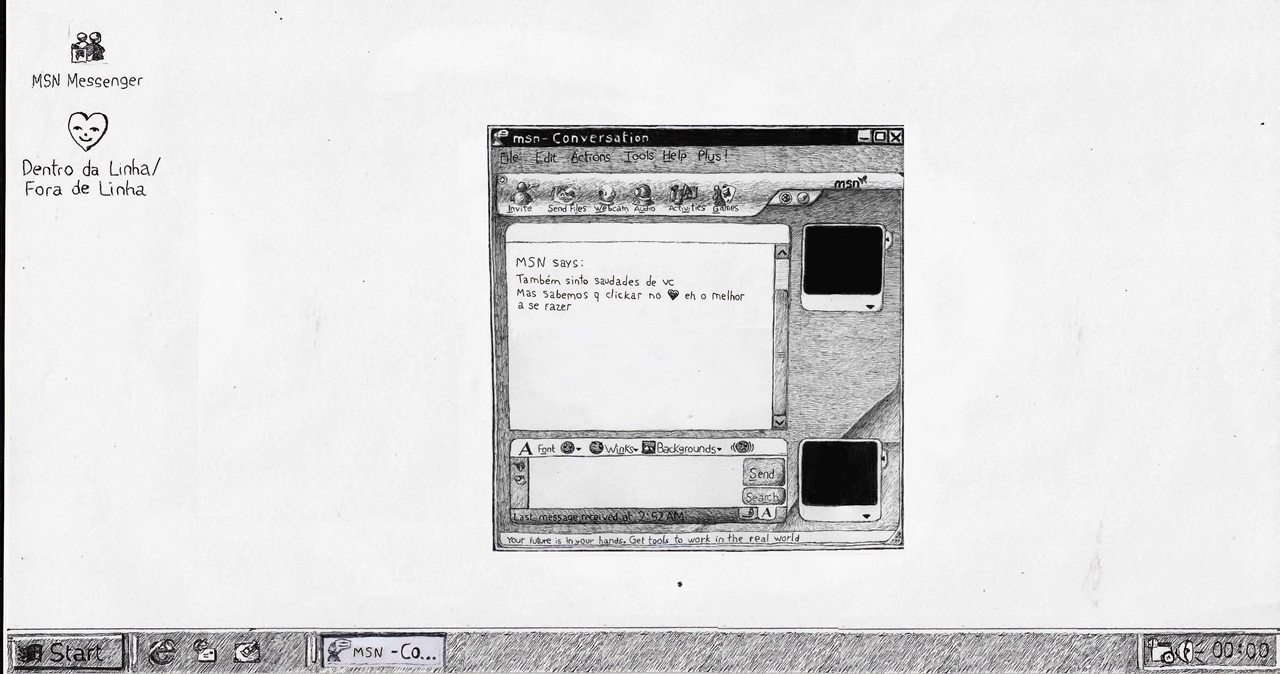 MSN Messenger
Dentro da Linha/
Fora de Linha
msn - Conversation
File Edit Actions Tools Help Plus!
msn
Invite Send Files Webcam Audio Activities Games
MSN says:
Também sinto saudades de vc
Mas sabemos q clickar no eh o melhor
a se razer
A Font Winks Backgrounds
Send
Search
Last message received at 2:52 AM
A
Your future is in your hands. Get tools to work in the real world
Start
MSN -Co...
00:00